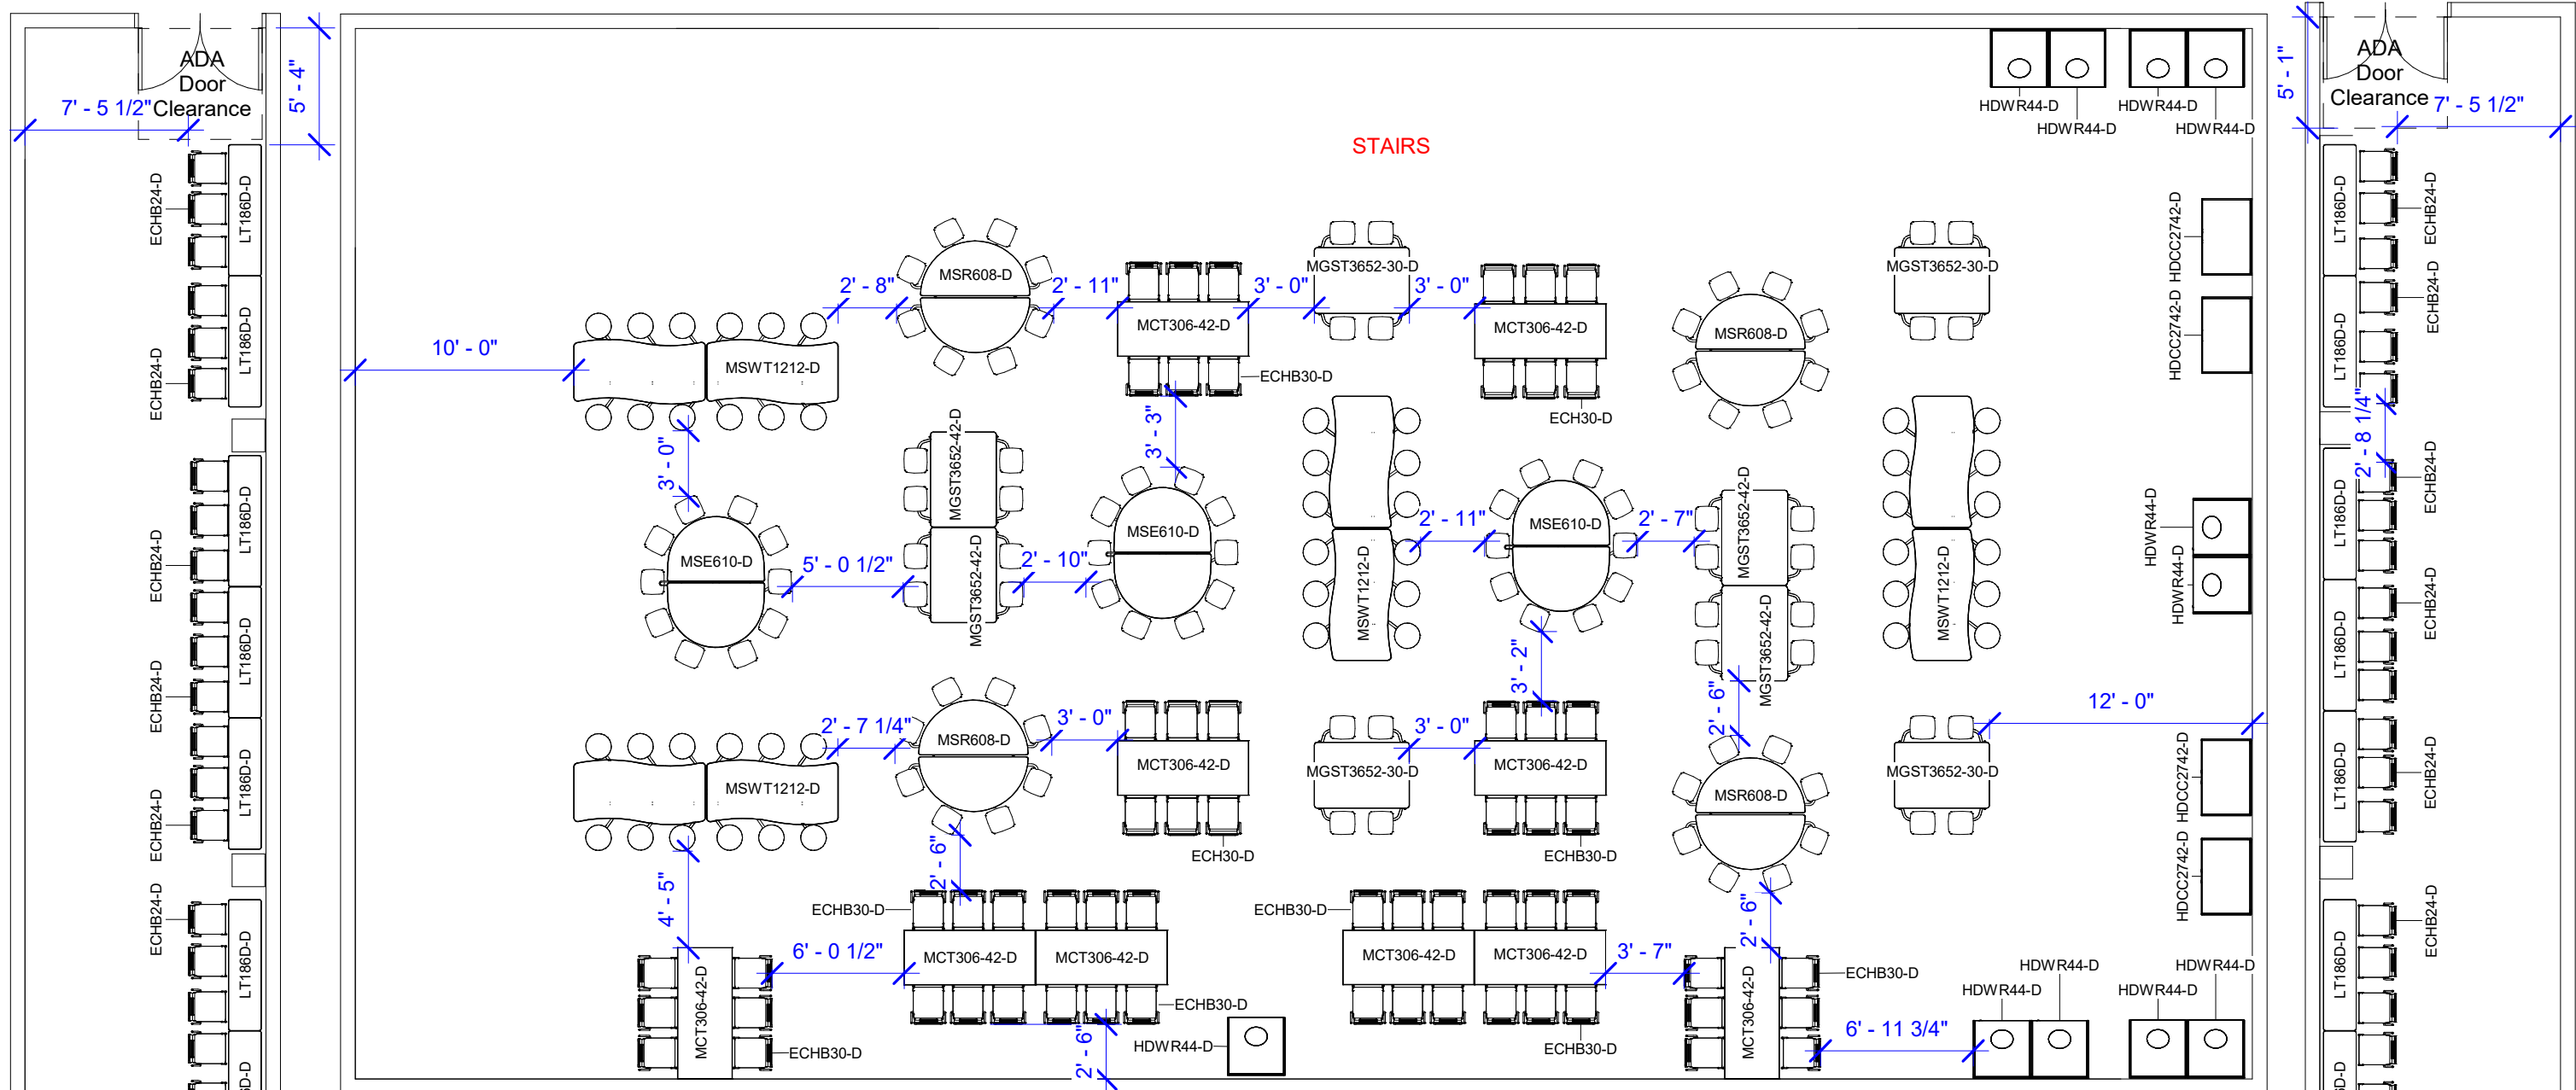 ADA
Door
Clearance
7' - 5 1/2"
5' - 4"
ECHB24-D
LT186D-D
LT186D-D
ECHB24-D
LT186D-D
ECHB24-D
LT186D-D
ECHB24-D
LT186D-D
ECHB24-D
ECHB24-D
LT186D-D
6D-D
STAIRS
HDWR44-D
HDWR44-D
HDWR44-D
HDWR44-D
MSR608-D
2' - 8"
2' - 11"
MCT306-42-D
3' - 0"
MGST3652-30-D
3' - 0"
MCT306-42-D
MSR608-D
MGST3652-30-D
HDCC2742-D
HDCC2742-D
10' - 0"
MSWT1212-D
ECHB30-D
ECH30-D
3' - 0"
3' - 3"
MGST3652-42-D
MGST3652-42-D
MSE610-D
5' - 0 1/2"
2' - 10"
MSE610-D
MSWT1212-D
2' - 11"
MSE610-D
2' - 7"
MGST3652-42-D
MGST3652-42-D
MSWT1212-D
HDWR44-D
HDWR44-D
3' - 2"
2' - 6"
12' - 0"
2' - 7 1/4"
MSR608-D
3' - 0"
MCT306-42-D
MGST3652-30-D
3' - 0"
MCT306-42-D
MSR608-D
MGST3652-30-D
HDCC2742-D
HDCC2742-D
MSWT1212-D
ECH30-D
ECHB30-D
4' - 5"
2' - 6"
2' - 6"
ECHB30-D
ECHB30-D
MCT306-42-D
6' - 0 1/2"
MCT306-42-D
MCT306-42-D
MCT306-42-D
MCT306-42-D
3' - 7"
MCT306-42-D
ECHB30-D
HDWR44-D
HDWR44-D
HDWR44-D
HDWR44-D
ECHB30-D
ECHB30-D
2' - 6"
HDWR44-D
ECHB30-D
6' - 11 3/4"
5' - 1"
ADA
Door
Clearance
7' - 5 1/2"
LT186D-D
ECHB24-D
LT186D-D
ECHB24-D
2' - 8 1/4"
LT186D-D
ECHB24-D
LT186D-D
ECHB24-D
LT186D-D
ECHB24-D
LT186D-D
ECHB24-D
6D-D